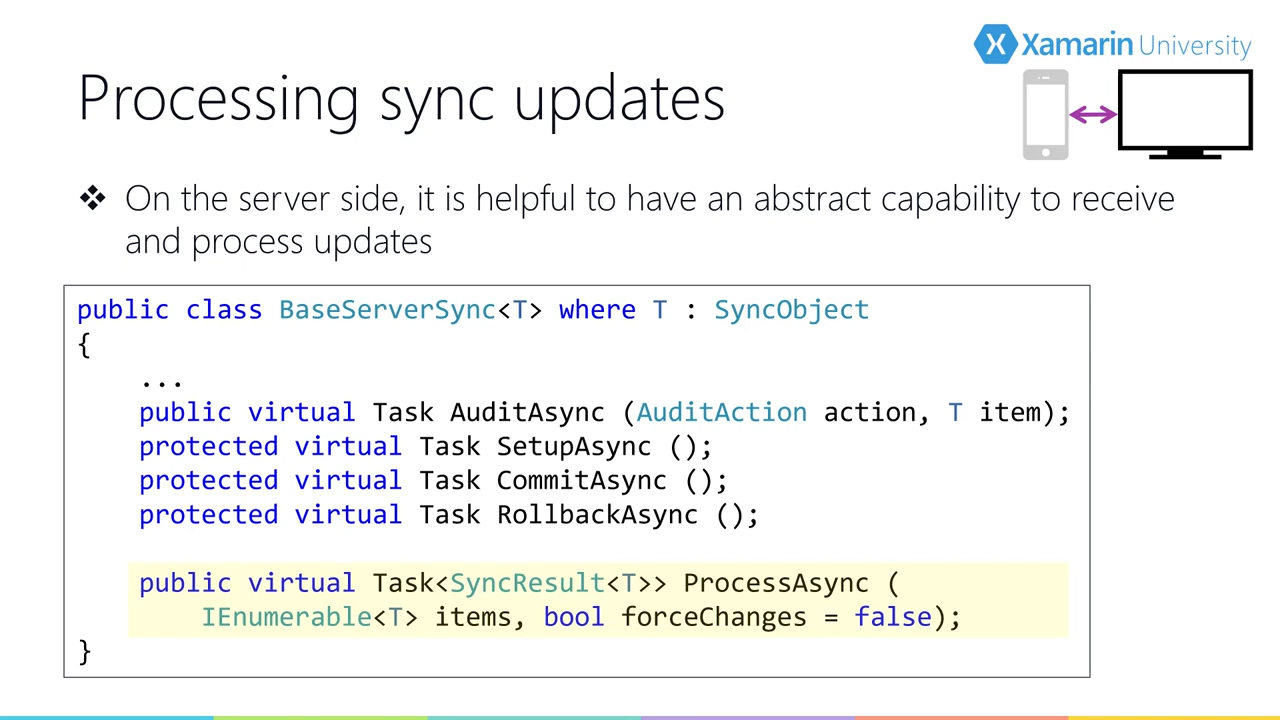 Xamarin University
Processing sync updates
❖ On the server side, it is helpful to have an abstract capability to receive
and process updates
public class BaseServerSync<T> where T : SyncObject
{
    ...
    public virtual Task AuditAsync (AuditAction action, T item);
    protected virtual Task SetupAsync ();
    protected virtual Task CommitAsync ();
    protected virtual Task RollbackAsync ();
    public virtual Task<SyncResult<T>> ProcessAsync (
        IEnumerable<T> items, bool forceChanges = false);
}